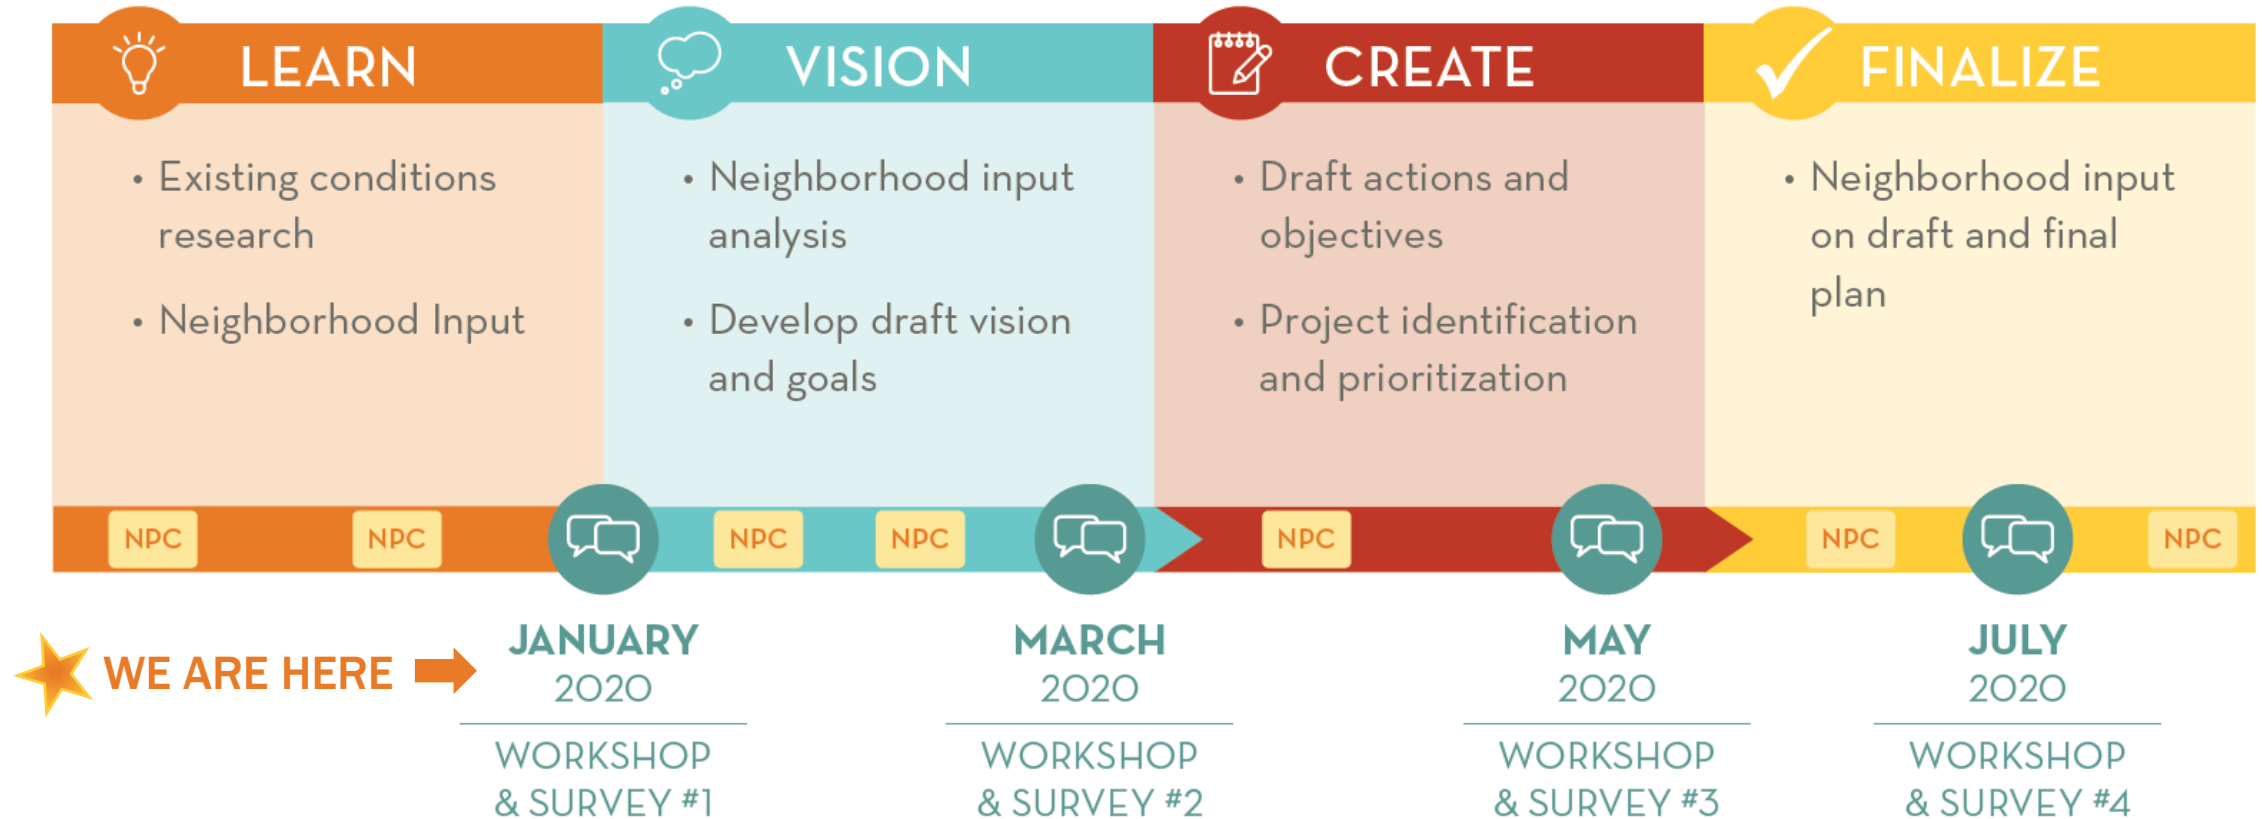 LEARN
VISION
CREATE
FINALIZE
• Existing conditions
research
• Neighborhood Input
• Neighborhood input
analysis
• Develop draft vision
and goals
• Draft actions and
objectives
• Project identification
and prioritization
• Neighborhood input
on draft and final
plan
NPC
NPC
NPC
NPC
NPC
NPC
NPC
WE ARE HERE
JANUARY
2020
WORKSHOP
& SURVEY #1
MARCH
2020
WORKSHOP
& SURVEY #2
MAY
2020
WORKSHOP
& SURVEY #3
JULY
2020
WORKSHOP
& SURVEY #4